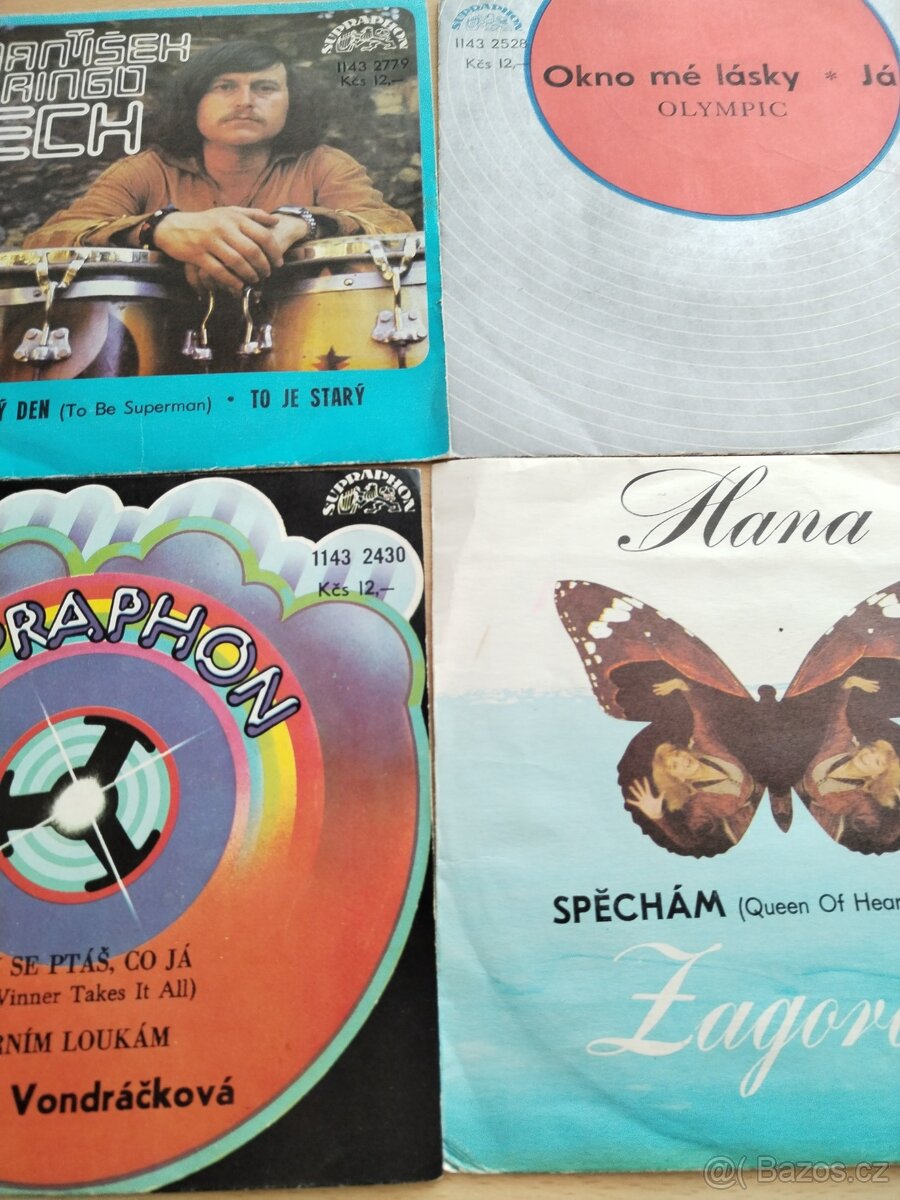 RANTIŠEK
RINGO
ECH
SUPRAPHON
1143 2779
Kčs 12,–
Ý DEN (To Be Superman) • TO JE STARÝ
SUPRAPHON
1143 2528
Kčs 12,–
Okno mé lásky * Já
OLYMPIC
SUPRAPHON
1143 2430
Kčs 12,–
PRAPHON
SE PTÁŠ, CO JÁ
Winner Takes It All)
RNÍM LOUKÁM
Vondráčková
Hana
SPĚCHÁM (Queen Of Hear
Zagoro
@ Bazos.cz